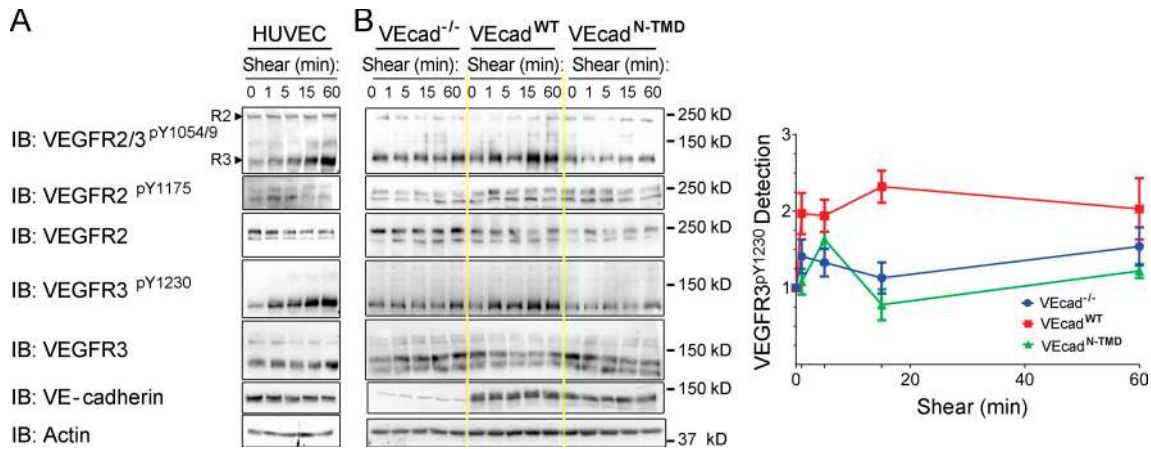 A
B
HUVEC
VEcad-/-
VEcadWT
VEcadN-TMD
Shear (min):
Shear (min):
Shear (min):
Shear (min):
0 1 5 15 60
0 1 5 15 60
0 1 5 15 60
0 1 5 15 60
IB: VEGFR2/3pY1054/9
R2
R3
250 kD
150 kD
IB: VEGFR2 pY1175
250 kD
IB: VEGFR2
250 kD
IB: VEGFR3 pY1230
150 kD
IB: VEGFR3
150 kD
IB: VE-cadherin
150 kD
IB: Actin
37 kD
VEGFR3pY1230 Detection
3
2
1
VEcad-/-
VEcadWT
VEcadN-TMD
0 20 40 60
Shear (min)